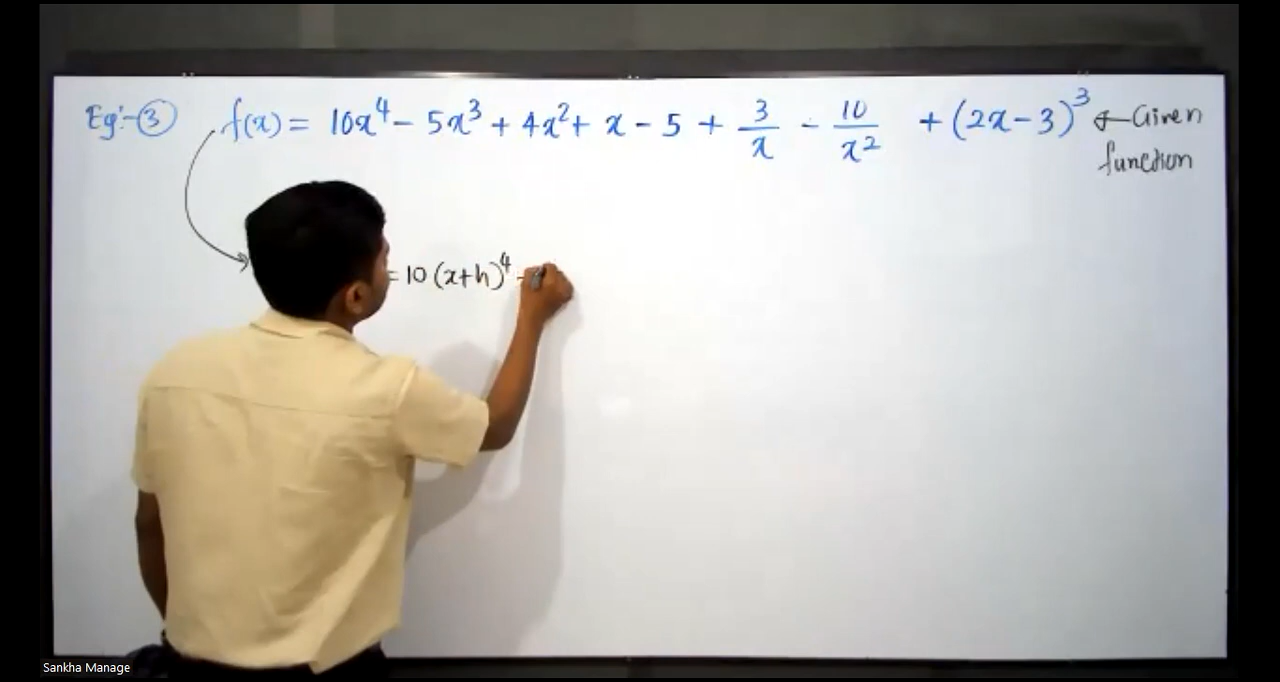 Eg:- ③ f(x) = 10x⁴ - 5x³ + 4x² + x - 5 + 3/x - 10/x² + (2x-3)³ ← Given
function
= 10 (x+h)⁴ -
Sankha Manage